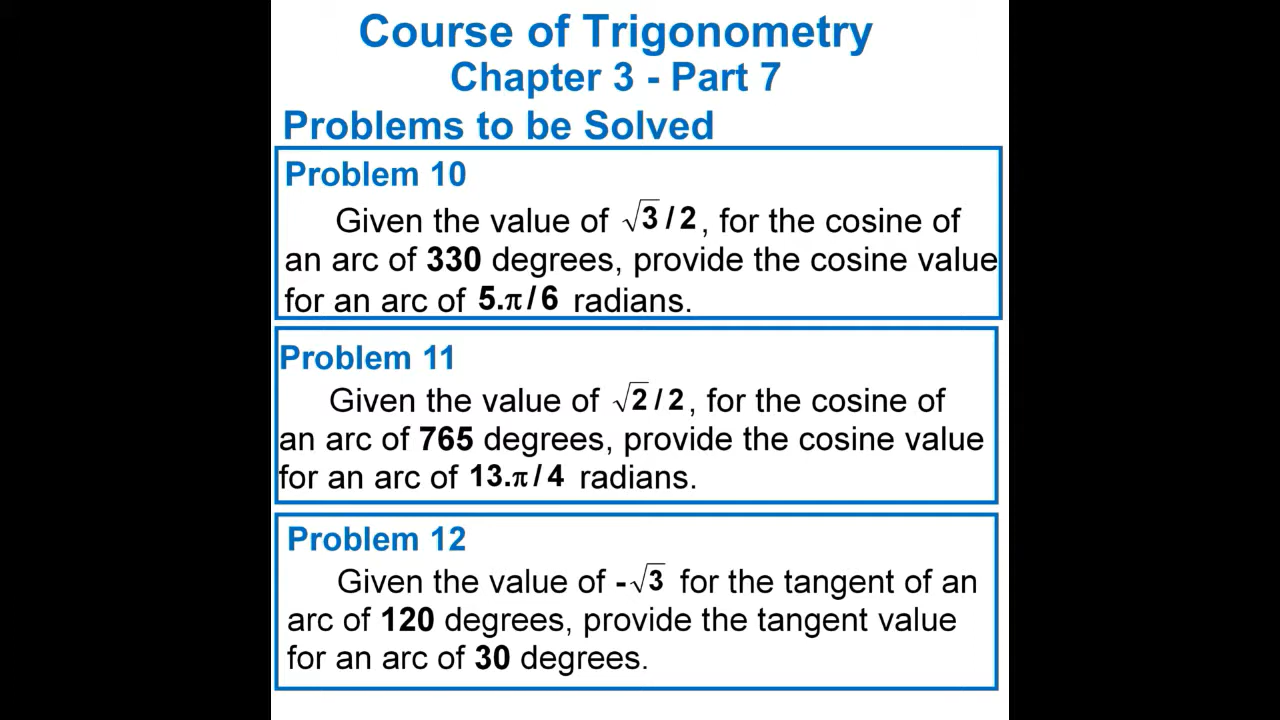 Course of Trigonometry
Chapter 3 - Part 7
Problems to be Solved
Problem 10
Given the value of √3 / 2, for the cosine of
an arc of 330 degrees, provide the cosine value
for an arc of 5.π / 6 radians.
Problem 11
Given the value of √2 / 2, for the cosine of
an arc of 765 degrees, provide the cosine value
for an arc of 13.π / 4 radians.
Problem 12
Given the value of -√3 for the tangent of an
arc of 120 degrees, provide the tangent value
for an arc of 30 degrees.